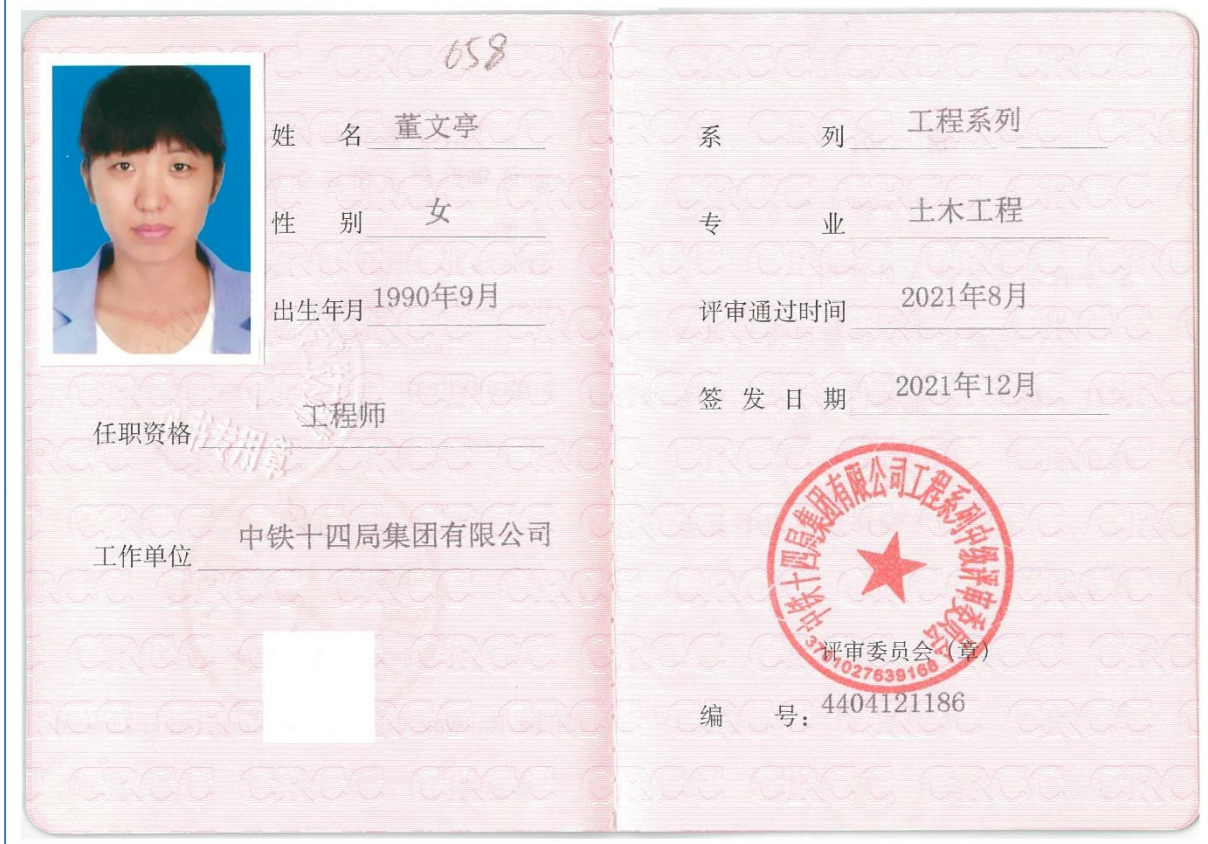 658
姓 名 董文亭
性 别 女
出生年月 1990年9月
任职资格 工程师
工作单位 中铁十四局集团有限公司
系 列 工程系列
专 业 土木工程
评审通过时间 2021年8月
签发日期 2021年12月
中铁十四局集团有限公司工程系列中级评审委员会
评审委员会(章)
3701027639168
编 号: 4404121186